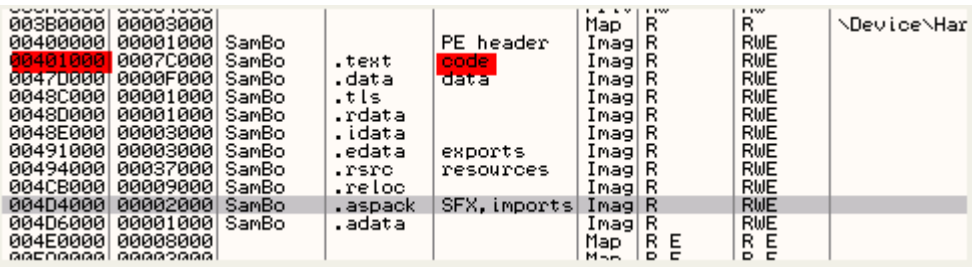 003B0000 00003000 Map R R \Device\Har
00400000 00001000 SamBo PE header Imag R RWE
00401000 0007C000 SamBo .text code Imag R RWE
0047D000 0000F000 SamBo .data data Imag R RWE
0048C000 00001000 SamBo .tls Imag R RWE
0048D000 00001000 SamBo .rdata Imag R RWE
0048E000 00003000 SamBo .idata Imag R RWE
00491000 00003000 SamBo .edata exports Imag R RWE
00494000 00037000 SamBo .rsrc resources Imag R RWE
004CB000 00009000 SamBo .reloc Imag R RWE
004D4000 00002000 SamBo .aspack SFX,imports Imag R RWE
004D6000 00001000 SamBo .adata Imag R RWE
004E0000 00008000 Map R E R E